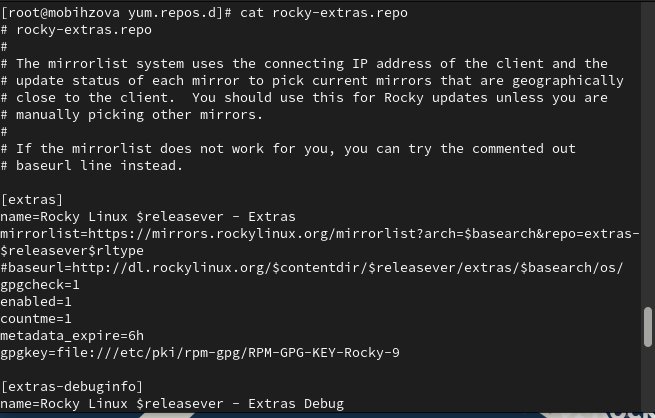 [root@mobihzova yum.repos.d]# cat rocky-extras.repo
# rocky-extras.repo
#
# The mirrorlist system uses the connecting IP address of the client and the
# update status of each mirror to pick current mirrors that are geographically
# close to the client.  You should use this for Rocky updates unless you are
# manually picking other mirrors.
#
# If the mirrorlist does not work for you, you can try the commented out
# baseurl line instead.

[extras]
name=Rocky Linux $releasever - Extras
mirrorlist=https://mirrors.rockylinux.org/mirrorlist?arch=$basearch&repo=extras-
$releasever$rltype
#baseurl=http://dl.rockylinux.org/$contentdir/$releasever/extras/$basearch/os/
gpgcheck=1
enabled=1
countme=1
metadata_expire=6h
gpgkey=file:///etc/pki/rpm-gpg/RPM-GPG-KEY-Rocky-9

[extras-debuginfo]
name=Rocky Linux $releasever - Extras Debug